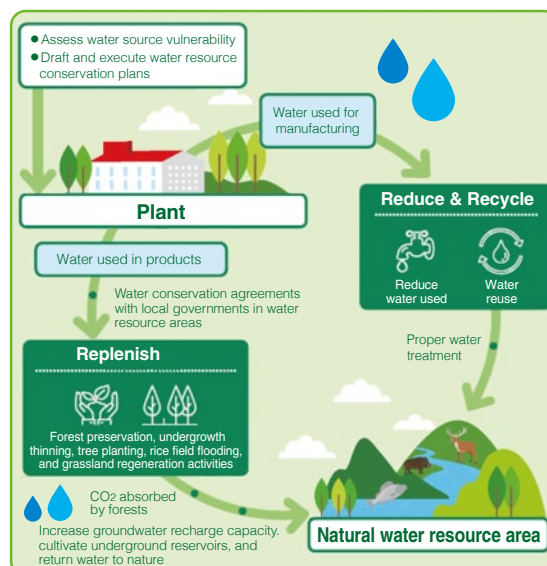 • Assess water source vulnerability
• Draft and execute water resource
conservation plans
Water used for
manufacturing
Plant
Reduce & Recycle
Reduce
water used
Water
reuse
Water used in products
Water conservation agreements
with local governments in water
resource areas
Proper water
treatment
Replenish
Forest preservation, undergrowth
thinning, tree planting, rice field flooding,
and grassland regeneration activities
CO2 absorbed
by forests
Increase groundwater recharge capacity.
cultivate underground reservoirs, and
return water to nature
Natural water resource area